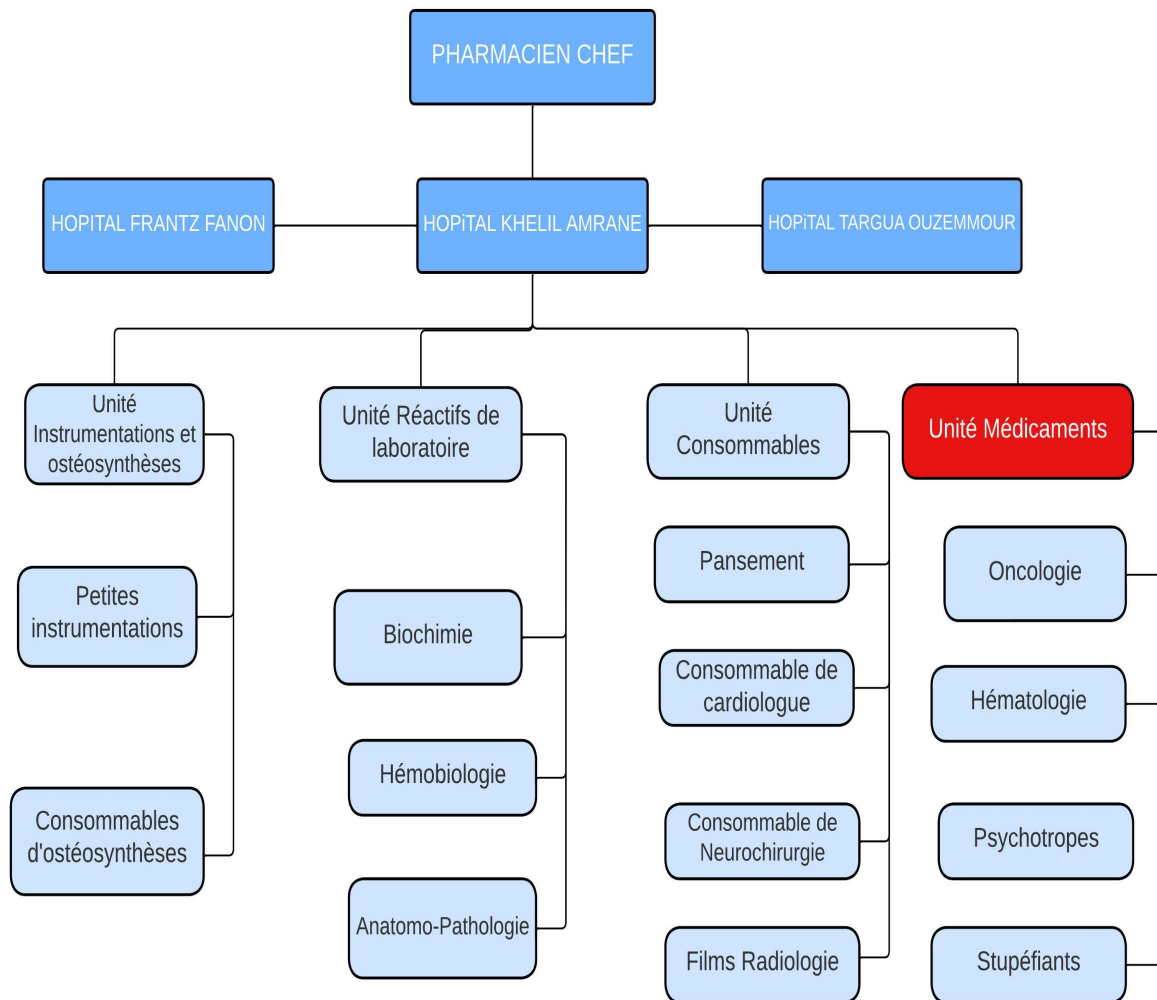 PHARMACIEN CHEF
HOPITAL FRANTZ FANON
HOPiTAL KHELIL AMRANE
HOPiTAL TARGUA OUZEMMOUR
Unité
Instrumentations et
ostéosynthèses
Petites
instrumentations
Consommables
d'ostéosynthèses
Unité Réactifs de
laboratoire
Biochimie
Hémobiologie
Anatomo-Pathologie
Unité
Consommables
Pansement
Consommable de
cardiologue
Consommable de
Neurochirurgie
Films Radiologie
Unité Médicaments
Oncologie
Hématologie
Psychotropes
Stupéfiants